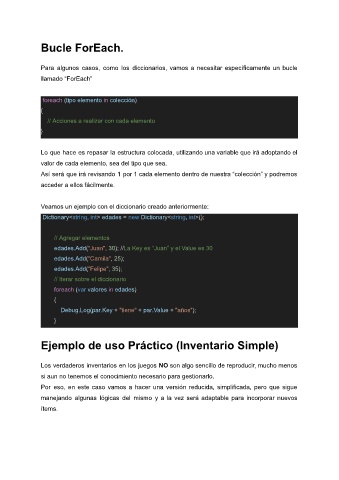 Bucle ForEach.
Para algunos casos, como los diccionarios, vamos a necesitar específicamente un bucle
llamado "ForEach"
foreach (tipo elemento in colección)
{
// Acciones a realizar con cada elemento
}
Lo que hace es repasar la estructura colocada, utilizando una variable que irá adoptando el
valor de cada elemento, sea del tipo que sea.
Así será que irá revisando 1 por 1 cada elemento dentro de nuestra "colección" y podremos
acceder a ellos fácilmente.
Veamos un ejemplo con el diccionario creado anteriormente:
Dictionary<string, int> edades = new Dictionary<string, int>();
// Agregar elementos
edades.Add("Juan", 30); //La Key es "Juan" y el Value es 30
edades.Add("Camila", 25);
edades.Add("Felipe", 35);
// Iterar sobre el diccionario
foreach (var valores in edades)
{
Debug.Log(par.Key + "tiene" + par.Value + "años");
}
Ejemplo de uso Práctico (Inventario Simple)
Los verdaderos inventarios en los juegos NO son algo sencillo de reproducir, mucho menos
si aun no tenemos el conocimiento necesario para gestionarlo.
Por eso, en este caso vamos a hacer una versión reducida, simplificada, pero que sigue
manejando algunas lógicas del mismo y a la vez será adaptable para incorporar nuevos
ítems.